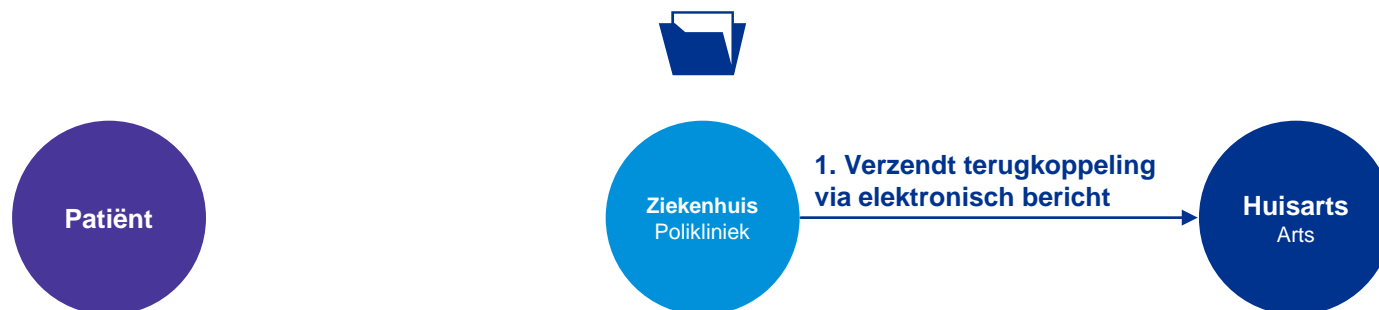 Patiënt
Ziekenhuis
Polikliniek
1. Verzendt terugkoppeling
via elektronisch bericht
Huisarts
Arts